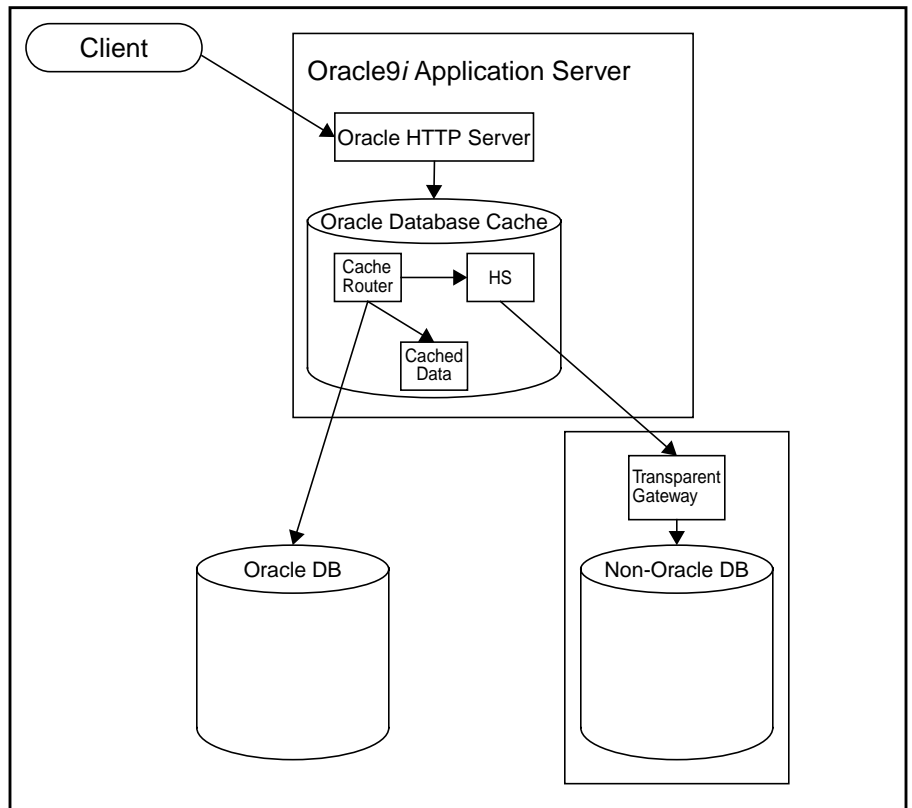 Client
Oracle9i Application Server
Oracle HTTP Server
Oracle Database Cache
Cache
Router
HS
Cached
Data
Transparent
Gateway
Oracle DB
Non-Oracle DB